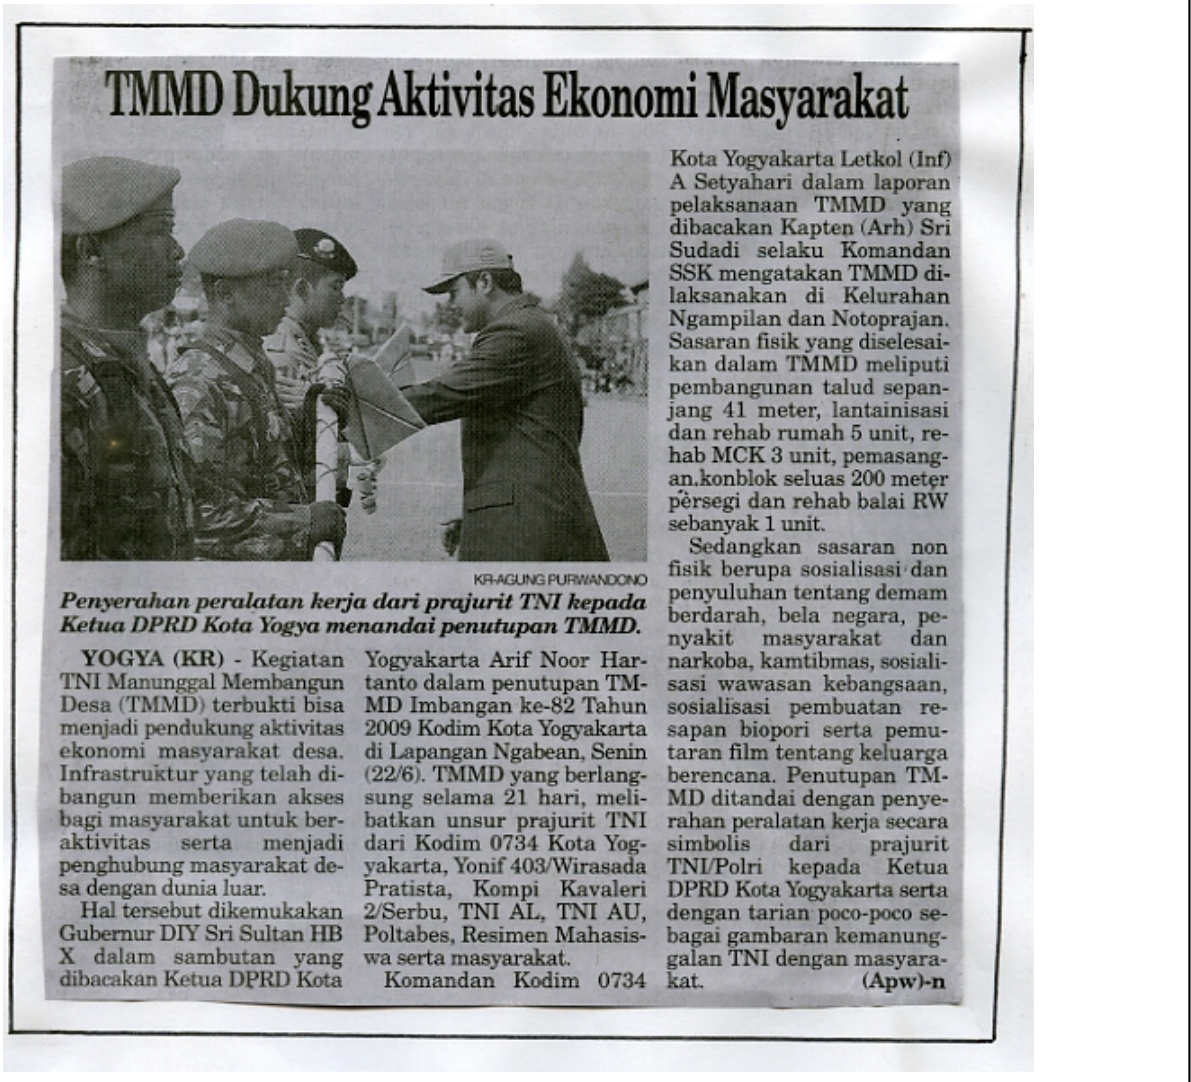 TMMD Dukung Aktivitas Ekonomi Masyarakat
KR-AGUNG PURWANDONO
Penyerahan peralatan kerja dari prajurit TNI kepada
Ketua DPRD Kota Yogya menandai penutupan TMMD.
YOGYA (KR) - Kegiatan
TNI Manunggal Membangun
Desa (TMMD) terbukti bisa
menjadi pendukung aktivitas
ekonomi masyarakat desa.
Infrastruktur yang telah di-
bangun memberikan akses
bagi masyarakat untuk ber-
aktivitas serta menjadi
penghubung masyarakat de-
sa dengan dunia luar.
Hal tersebut dikemukakan
Gubernur DIY Sri Sultan HB
X dalam sambutan yang
dibacakan Ketua DPRD Kota
Yogyakarta Arif Noor Har-
tanto dalam penutupan TM-
MD Imbangan ke-82 Tahun
2009 Kodim Kota Yogyakarta
di Lapangan Ngabean, Senin
(22/6). TMMD yang berlang-
sung selama 21 hari, meli-
batkan unsur prajurit TNI
dari Kodim 0734 Kota Yog-
yakarta, Yonif 403/Wirasada
Pratista, Kompi Kavaleri
2/Serbu, TNI AL, TNI AU,
Poltabes, Resimen Mahasis-
wa serta masyarakat.
Komandan Kodim 0734
Kota Yogyakarta Letkol (Inf)
A Setyahari dalam laporan
pelaksanaan TMMD yang
dibacakan Kapten (Arh) Sri
Sudadi selaku Komandan
SSK mengatakan TMMD di-
laksanakan di Kelurahan
Ngampilan dan Notoprajan.
Sasaran fisik yang diselesai-
kan dalam TMMD meliputi
pembangunan talud sepan-
jang 41 meter, lantainisasi
dan rehab rumah 5 unit, re-
hab MCK 3 unit, pemasang-
an konblok seluas 200 meter
persegi dan rehab balai RW
sebanyak 1 unit.
Sedangkan sasaran non
fisik berupa sosialisasi dan
penyuluhan tentang demam
berdarah, bela negara, pe-
nyakit masyarakat dan
narkoba, kamtibmas, sosiali-
sasi wawasan kebangsaan,
sosialisasi pembuatan re-
sapan biopori serta pemu-
taran film tentang keluarga
berencana. Penutupan TM-
MD ditandai dengan penye-
rahan peralatan kerja secara
simbolis dari prajurit
TNI/Polri kepada Ketua
DPRD Kota Yogyakarta serta
dengan tarian poco-poco se-
bagai gambaran kemanung-
galan TNI dengan masyara-
kat. (Apw)-n